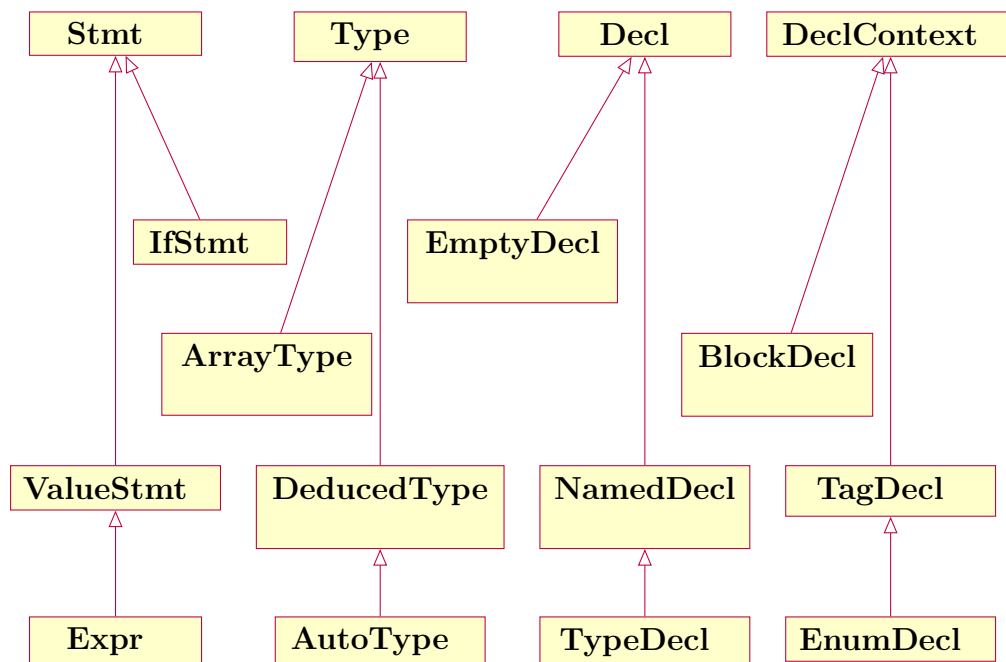 Stmt
Type
Decl
DeclContext
IfStmt
EmptyDecl
ArrayType
BlockDecl
ValueStmt
DeducedType
NamedDecl
TagDecl
Expr
AutoType
TypeDecl
EnumDecl